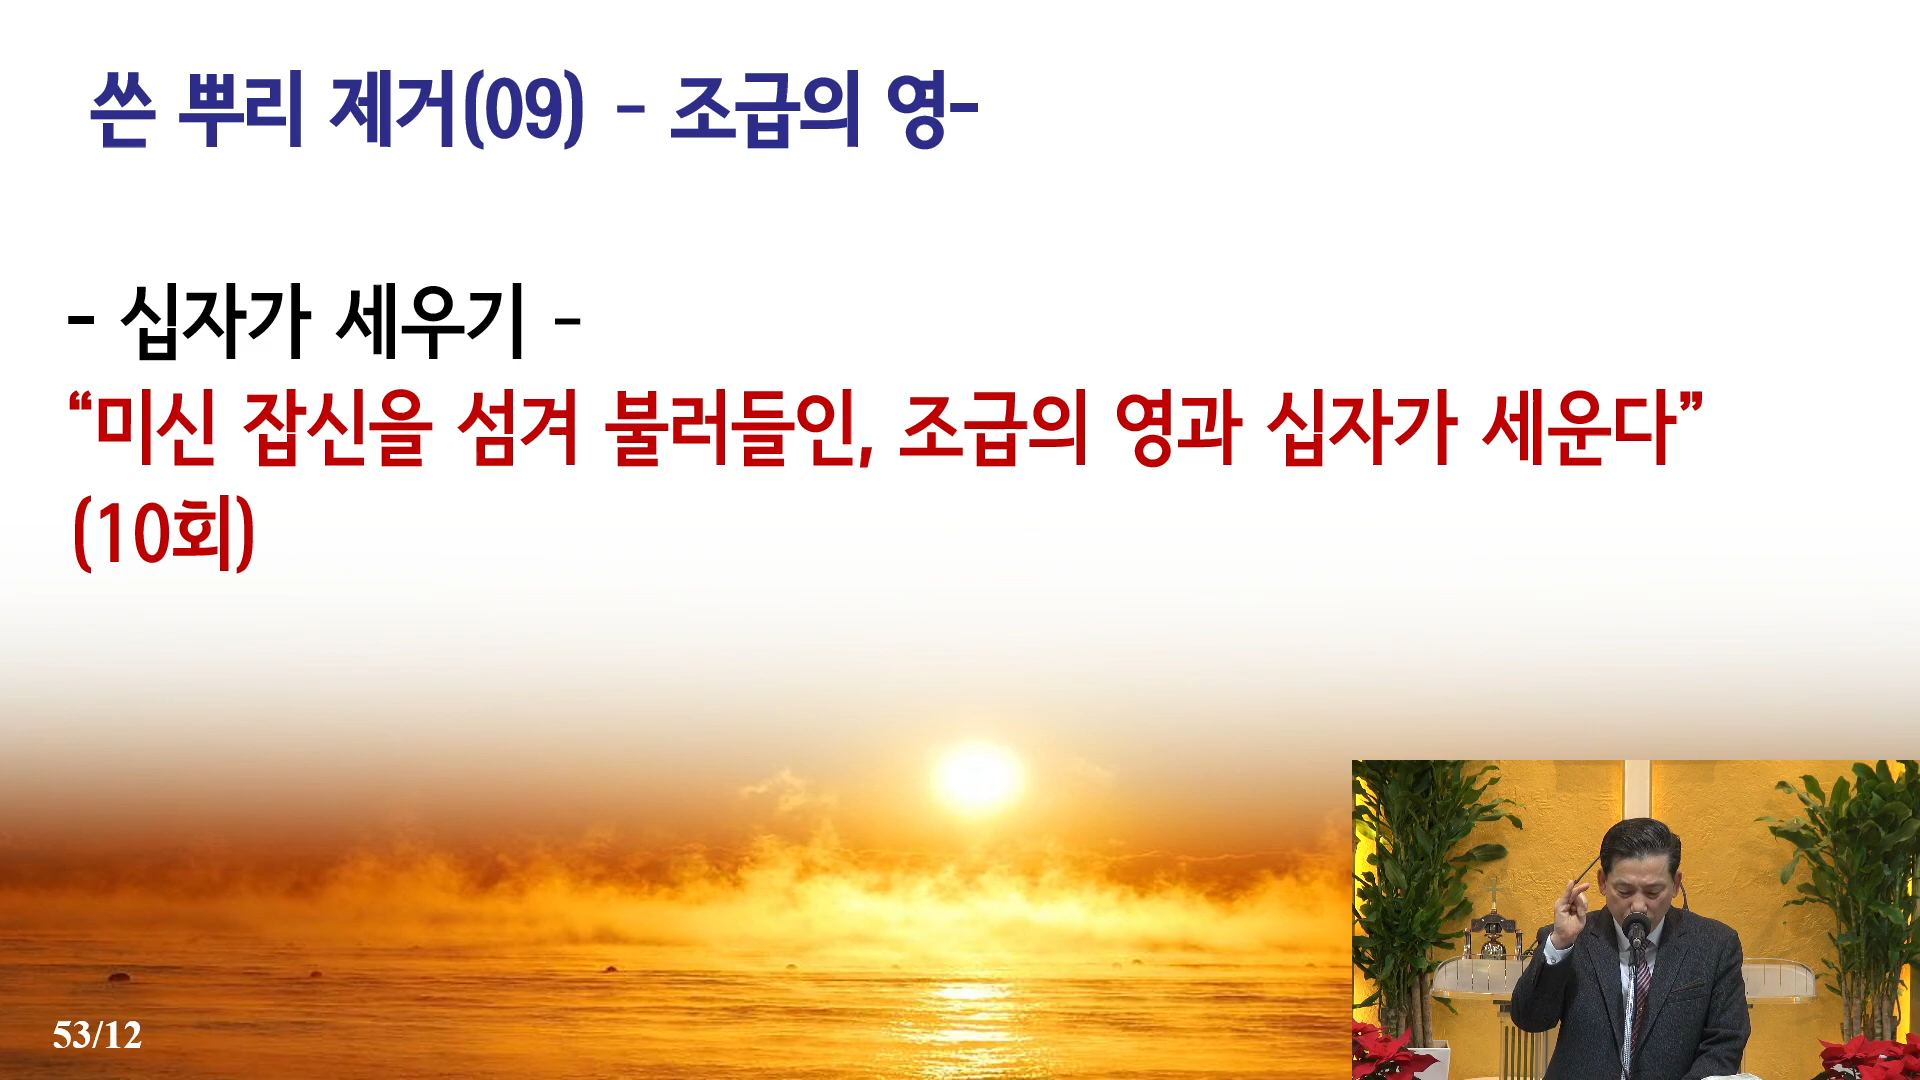 쓴 뿌리 제거(09) - 조급의 영-
- 십자가 세우기 -
“미신 잡신을 섬겨 불러들인, 조급의 영과 십자가 세운다”
(10회)
53/12